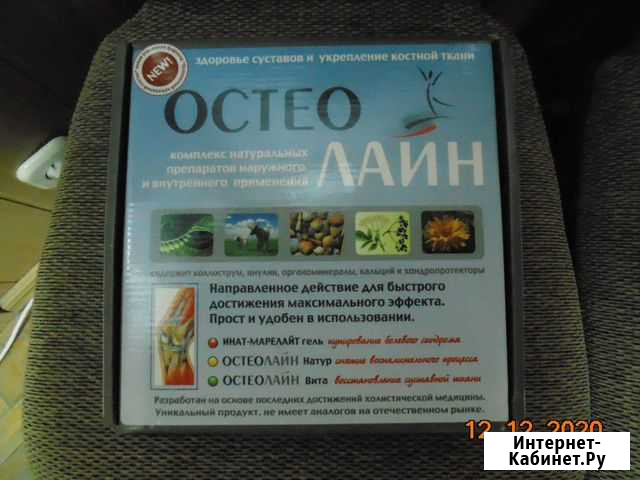 здоровье суставов и укрепление костной ткани
NEW!
ОСТЕО
ЛАЙН
комплекс натуральных
препаратов наружного
и внутреннего применения
содержит коллострум, инулин, органоминералы, кальций и хондропротекторы
Направленное действие для быстрого
достижения максимального эффекта.
Прост и удобен в использовании.
ИНАТ-МАРЕЛАЙТ гель купирование болевого синдрома
ОСТЕОЛАЙН Натур снятие воспалительного процесса
ОСТЕОЛАЙН Вита восстановление суставной ткани
Разработан на основе последних достижений холистической медицины.
Уникальный продукт, не имеет аналогов на отечественном рынке.
12 12 2020
Интернет-
Кабинет.Ру